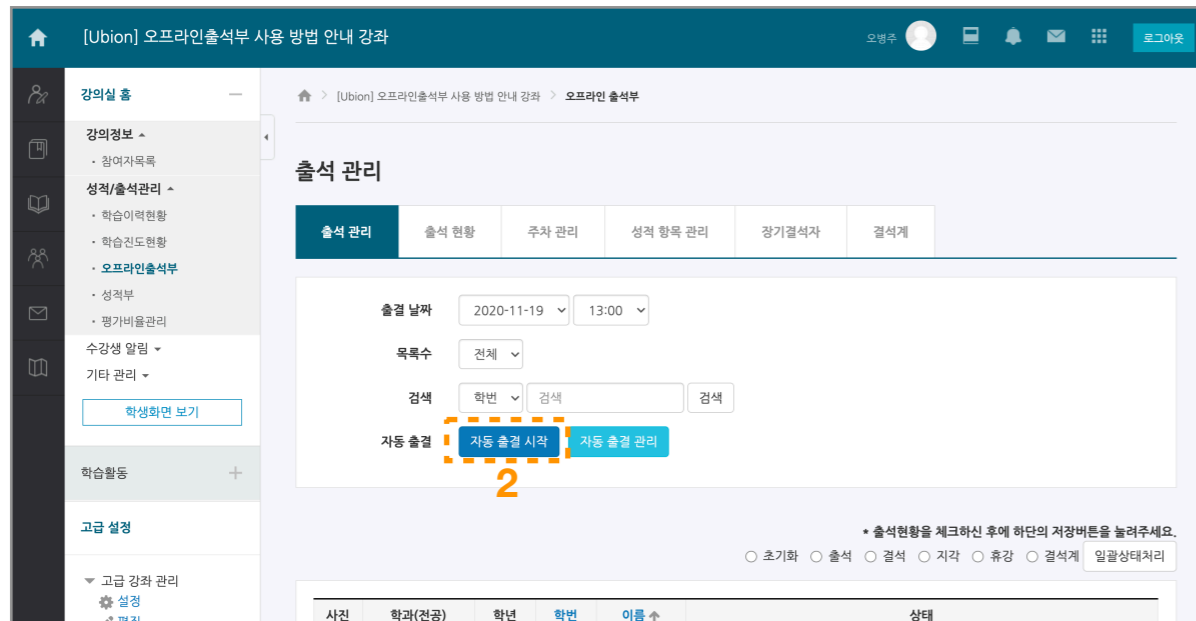 [Ubion] 오프라인출석부 사용 방법 안내 강좌
오병주
로그아웃
강의실 홈
강의정보
참여자목록
성적/출석관리
학습이력현황
학습진도현황
오프라인출석부
성적부
평가비율관리
수강생 알림
기타 관리
학생화면 보기
학습활동
고급 설정
고급 강좌 관리
설정
[Ubion] 오프라인출석부 사용 방법 안내 강좌 > 오프라인 출석부
출석 관리
출석 관리 출석 현황 주차 관리 성적 항목 관리 장기결석자 결석계
출결 날짜 2020-11-19 13:00
목록수 전체
검색 학번 검색 검색
자동 출결 자동 출결 시작 자동 출결 관리
2
* 출석현황을 체크하신 후에 하단의 저장버튼을 눌려주세요.
초기화 출석 결석 지각 휴강 결석계 일괄상태처리
사진 학과(전공) 학년 학번 이름 상태